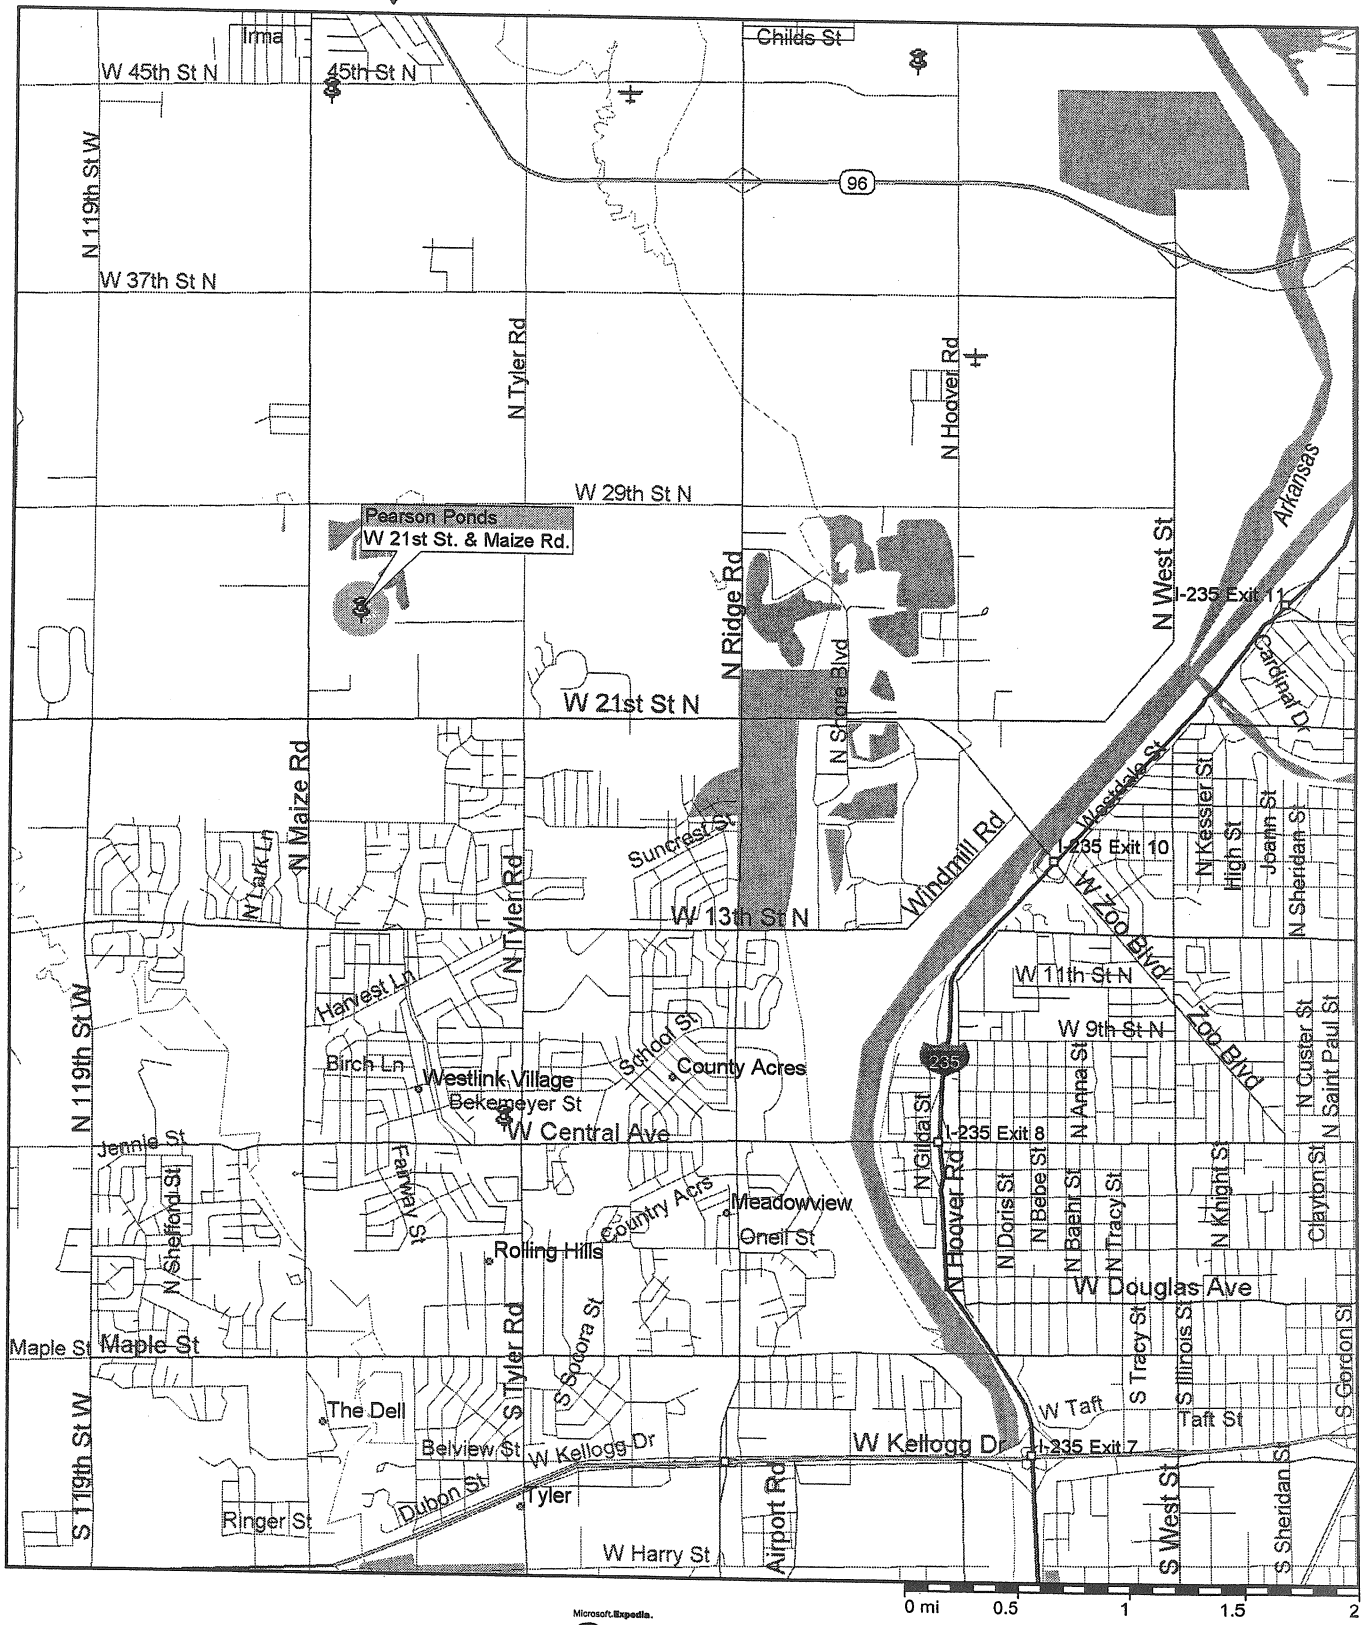 Irma
Childs St
W 45th St N
45th St N
N 119th St W
96
W 37th St N
N Tyler Rd
N Hoover Rd
Arkansas
W 29th St N
Pearson Ponds
W 21st St. & Maize Rd.
N Ridge Rd
N West St
I-235 Exit 11
Cardinal Dr
N Shore Blvd
W 21st St N
N Maize Rd
Westdale St
N Kessler St
High St
Joann St
N Sheridan St
Suncrest St
Windmill Rd
I-235 Exit 10
N Lark Ln
N Tyler Rd
W 13th St N
W Zoo Blvd
W 11th St N
Harvest Ln
N 119th St W
School St
W 9th St N
Zoo Blvd
N Custer St
N Saint Paul St
235
Birch Ln
Westlink Village
County Acres
N Anna St
Bekemeyer St
W Central Ave
N Gilda St
I-235 Exit 8
Jennie St
N Shefford St
Fairway St
Country Acrs
Meadowview
N Hoover Rd
N Doris St
N Bebe St
N Baehr St
N Tracy St
N Knight St
Clayton St
Rolling Hills
Oneil St
W Douglas Ave
Maple St
Maple St
S Tyler Rd
S Socora St
S Tracy St
S Illinois St
S Gordon St
S 119th St W
The Dell
W Taft
Taft St
Belview St
W Kellogg Dr
W Kellogg Dr
I-235 Exit 7
Dubon St
Tyler
Ringer St
Airport Rd
S West St
S Sheridan S
W Harry St
0 mi 0.5 1 1.5 2
Microsoft Expedia.